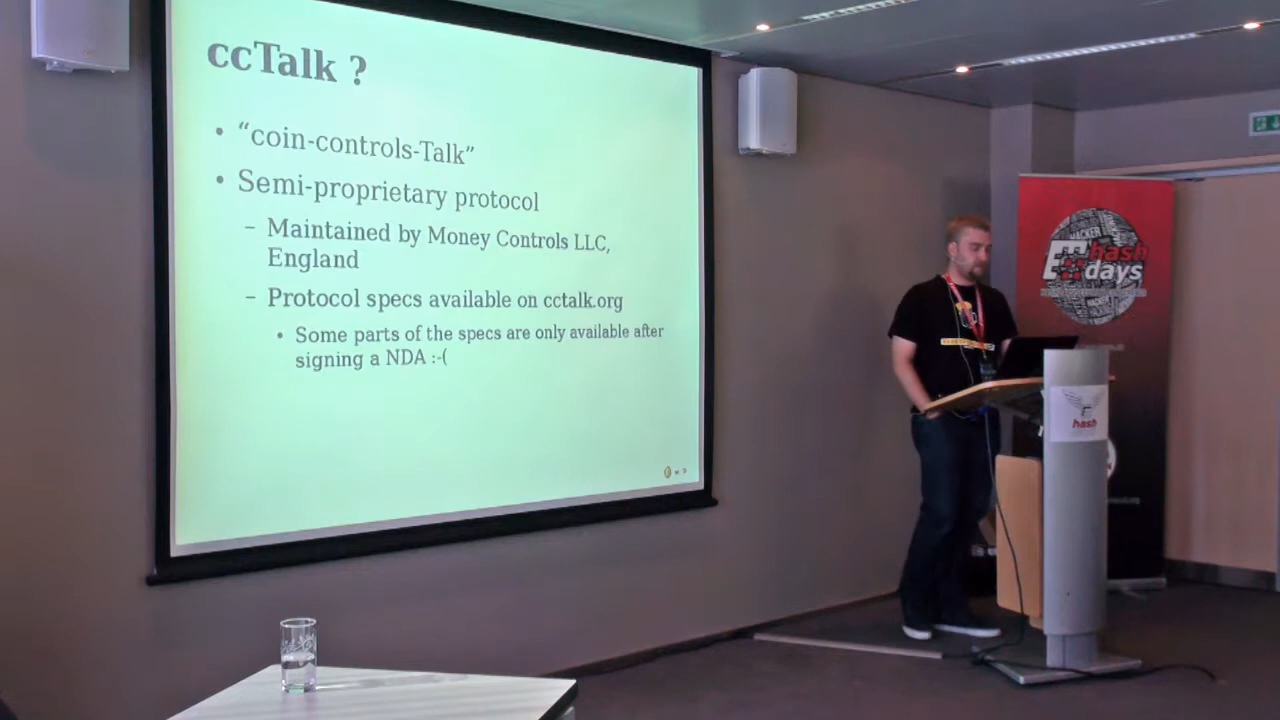 ccTalk ?
• “coin-controls-Talk”
• Semi-proprietary protocol
– Maintained by Money Controls LLC,
England
– Protocol specs available on cctalk.org
• Some parts of the specs are only available after
signing a NDA :-(
HACKER
hash
days
hash